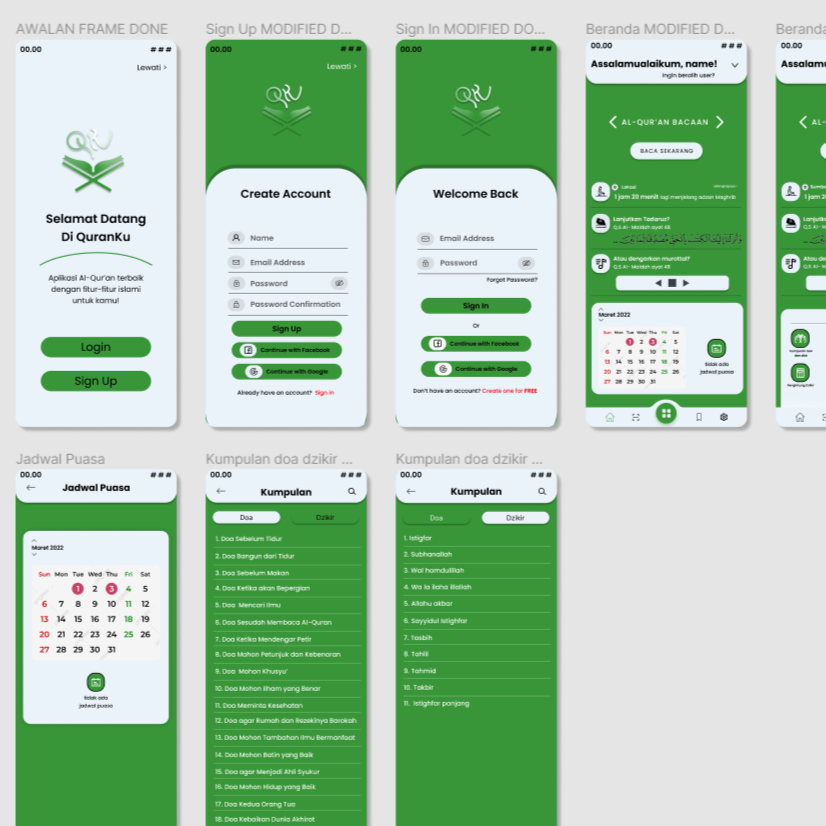 AWALAN FRAME DONE
00.00
###
Lewati >
QRU
Selamat Datang
Di QuranKu
Aplikasi Al-Qur'an terbaik
dengan fitur-fitur islami
untuk kamu!
Login
Sign Up
Sign Up MODIFIED D...
00.00
###
Lewati >
QRU
Create Account
Name
Email Address
Password
Password Confirmation
Sign Up
Continue with Facebook
Continue with Google
Already have an account? Sign in
Sign In MODIFIED DO...
00.00
###
QRU
Welcome Back
Email Address
Password
Forgot Password?
Sign In
Or
Continue with Facebook
Continue with Google
Don't have an account? Create one for FREE
Beranda MODIFIED D...
00.00
###
Assalamualaikum, name!
Ingin beralih user?
AL-QUR'AN BACAAN
BACA SEKARANG
Lokasi
1 jam 20 menit lagi menjelang adzan Maghrib
Lanjutkan Tadarus?
Q.S Al- Maidah ayat 48
Atau dengarkan murottal?
Q.S Al- Maidah ayat 49
Maret 2022
Sun Mon Tue Wed Thu Fri Sat
1 2 3 4 5
6 7 8 9 10 11 12
13 14 15 16 17 18 19
20 21 22 23 24 25 26
27 28 29 30 31
tidak ada
jadwal puasa
Beranda
00.00
Assalamu
AL-
1 jam 2
Lanjutk
Q.S Al- M
Atau de
Q.S Al- M
Jadwal Puasa
00.00
###
Jadwal Puasa
Maret 2022
Sun Mon Tue Wed Thu Fri Sat
1 2 3 4 5
6 7 8 9 10 11 12
13 14 15 16 17 18 19
20 21 22 23 24 25 26
27 28 29 30 31
tidak ada
jadwal puasa
Kumpulan doa dzikir ...
00.00
###
Kumpulan
Doa
Dzikir
1. Doa Sebelum Tidur
2. Doa Bangun dari Tidur
3. Doa Sebelum Makan
4. Doa Ketika akan Bepergian
5. Doa Mencari Ilmu
6. Doa Sesudah Membaca Al-Quran
7. Doa Ketika Mendengar Petir
8. Doa Mohon Petunjuk dan Kebenaran
9. Doa Mohon Khusyu'
10. Doa Mohon Ilham yang Benar
11. Doa Meminta Kesehatan
12. Doa agar Rumah dan Rezekinya Barokah
13. Doa Mohon Tambahan Ilmu Bermanfaat
14. Doa Mohon Batin yang Baik
15. Doa agar Menjadi Ahli Syukur
16. Doa Mohon Hidup yang Baik
17. Doa Kedua Orang Tua
18. Doa Kebaikan Dunia Akhirat
Kumpulan doa dzikir ...
00.00
###
Kumpulan
Doa
Dzikir
1. Istigfar
2. Subhanallah
3. Wal hamdulillah
4. Wa la ilaha illallah
5. Allahu akbar
6. Sayyidul Istighfar
7. Tasbih
8. Tahlil
9. Tahmid
10. Takbir
11. Istighfar panjang